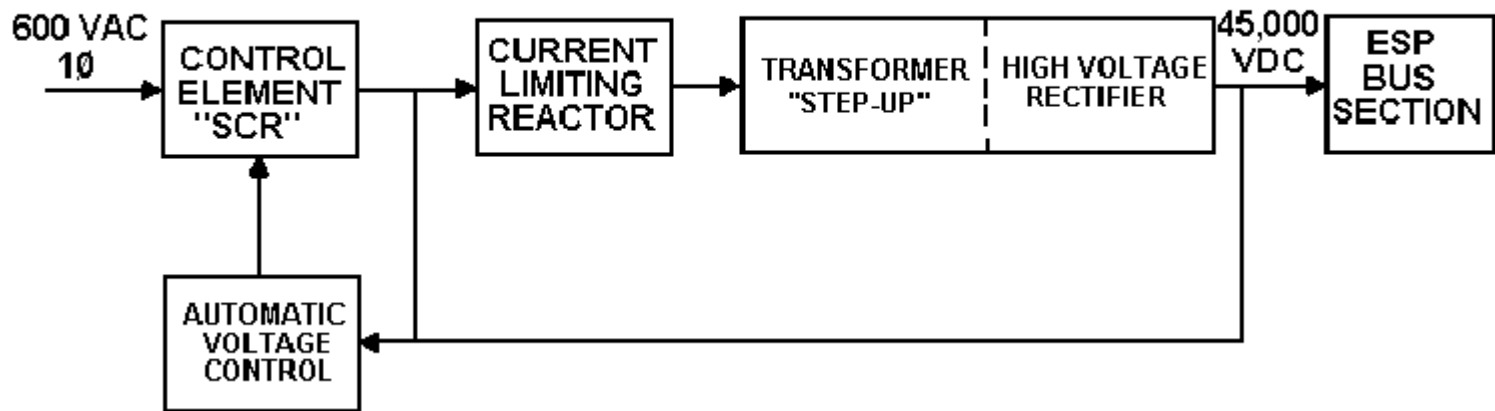 600 VAC
1Ø
CONTROL
ELEMENT
"SCR"
CURRENT
LIMITING
REACTOR
TRANSFORMER
"STEP-UP"
HIGH VOLTAGE
RECTIFIER
45,000
VDC
ESP
BUS
SECTION
AUTOMATIC
VOLTAGE
CONTROL